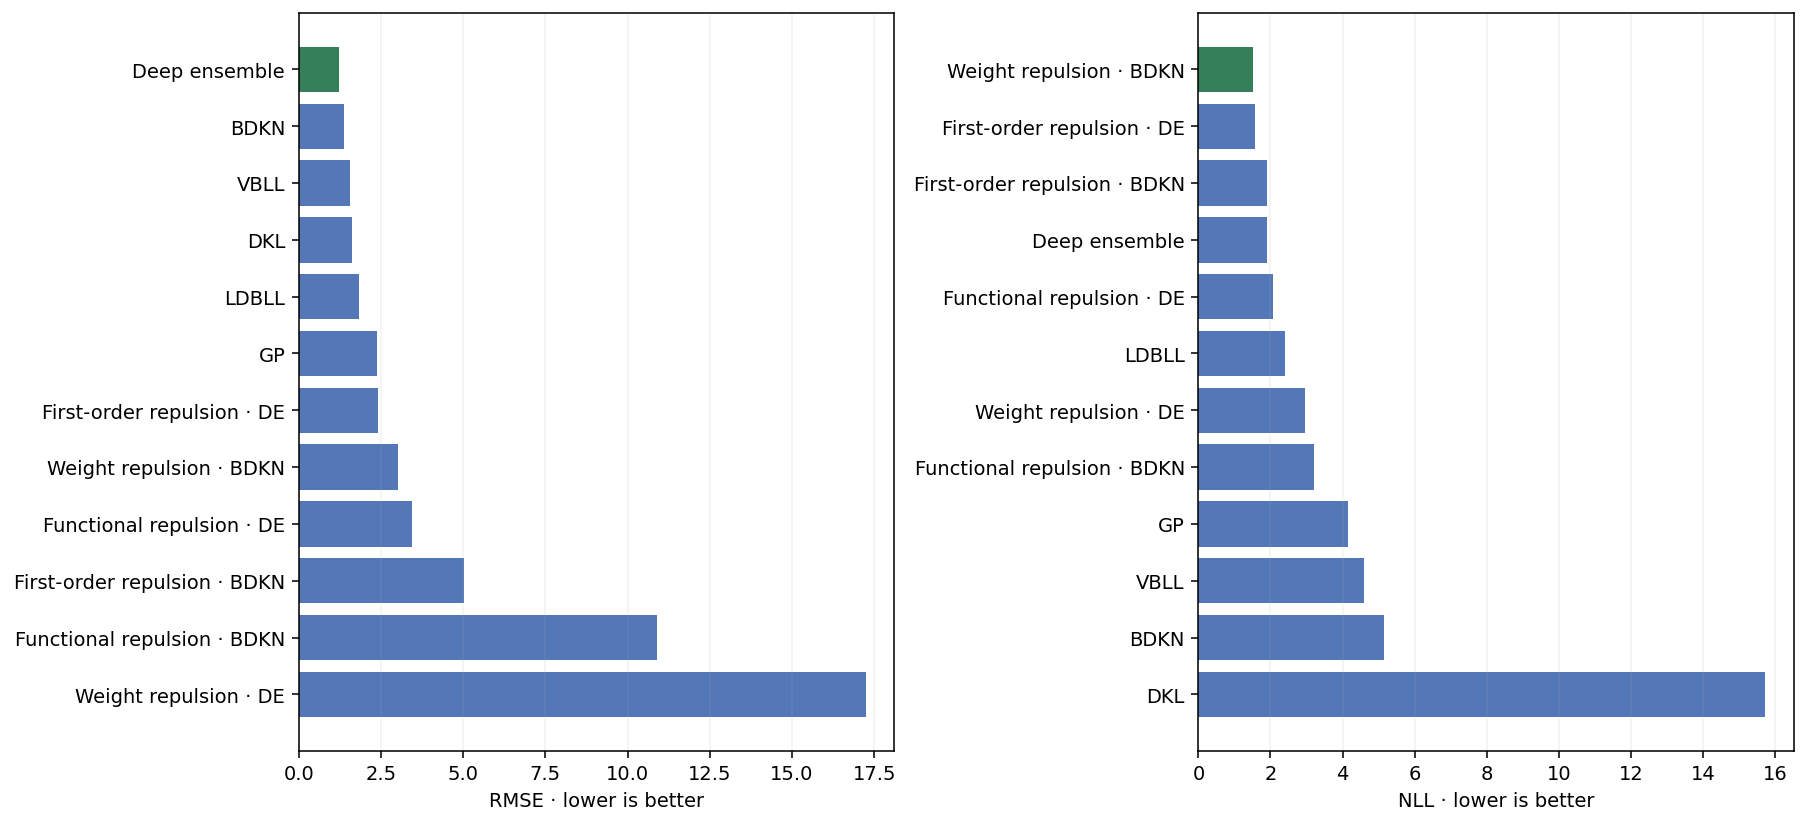 Deep ensemble
BDKN
VBLL
DKL
LDBLL
GP
First-order repulsion · DE
Weight repulsion · BDKN
Functional repulsion · DE
First-order repulsion · BDKN
Functional repulsion · BDKN
Weight repulsion · DE
0.0 2.5 5.0 7.5 10.0 12.5 15.0 17.5
RMSE · lower is better
Weight repulsion · BDKN
First-order repulsion · DE
First-order repulsion · BDKN
Deep ensemble
Functional repulsion · DE
LDBLL
Weight repulsion · DE
Functional repulsion · BDKN
GP
VBLL
BDKN
DKL
0 2 4 6 8 10 12 14 16
NLL · lower is better